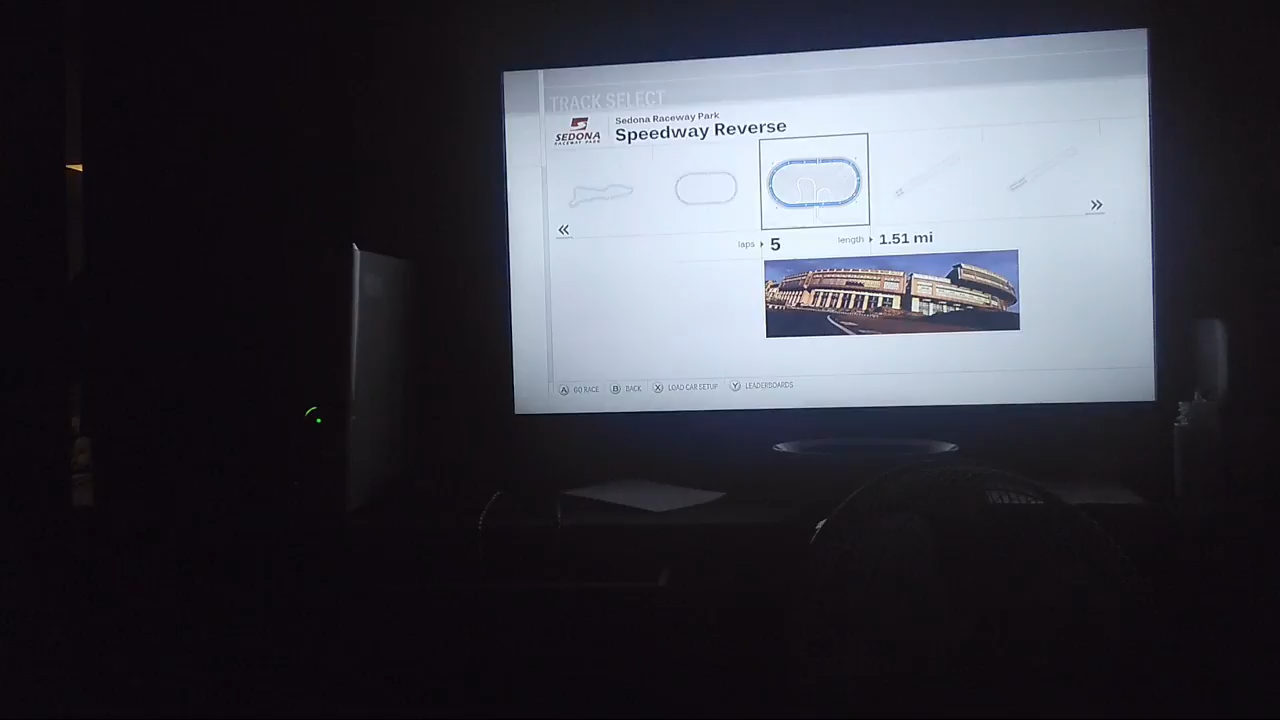 TRACK SELECT
SEDONA
RACEWAY PARK
Sedona Raceway Park
Speedway Reverse
laps 5 length 1.51 mi
A GO RACE B BACK X LOAD CAR SETUP Y LEADERBOARDS